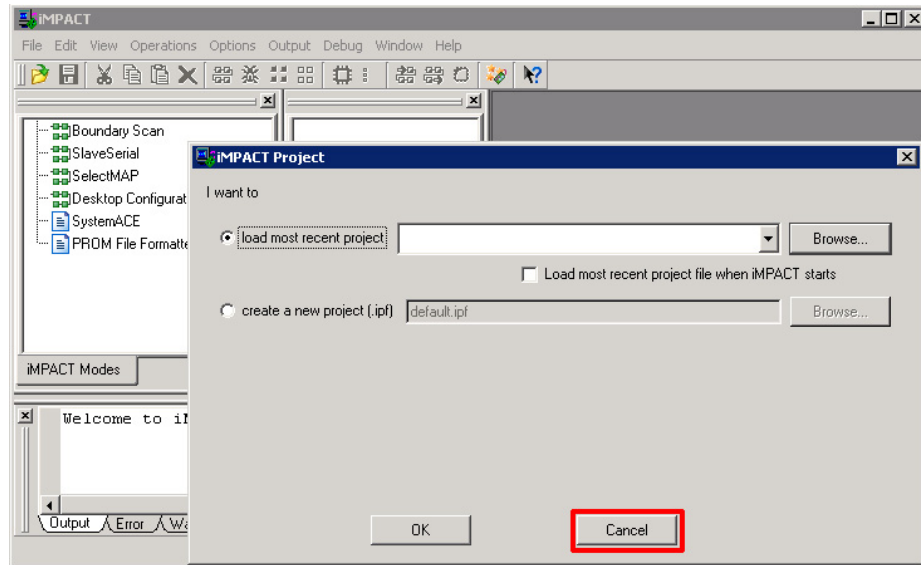 iMPACT
File Edit View Operations Options Output Debug Window Help
Boundary Scan
SlaveSerial
SelectMAP
Desktop Configurat
SystemACE
PROM File Formatte
iMPACT Modes
Welcome to iM
Output Error Wa
iMPACT Project
I want to
load most recent project
Browse...
Load most recent project file when iMPACT starts
create a new project (.ipf) default.ipf Browse...
OK Cancel